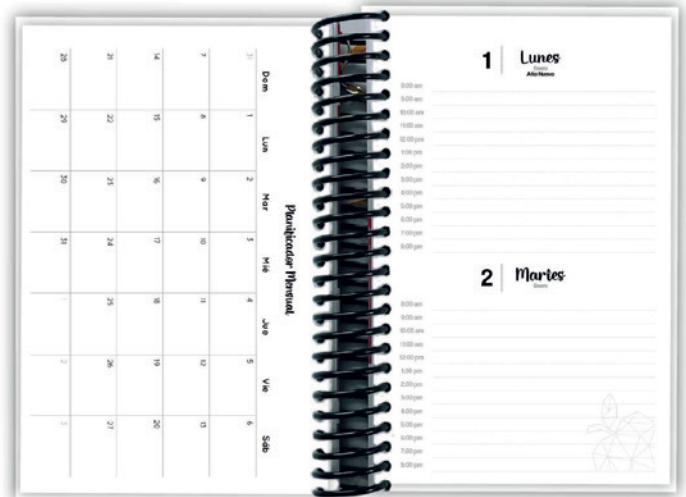 Planificador Mensual
Dom Lun Mar Mié Jue Vie Sáb
31 1 2 3 4 5 6
7 8 9 10 11 12 13
14 15 16 17 18 19 20
21 22 23 24 25 26 27
28 29 30 31 1 2 3
1 Lunes
Enero
Año Nuevo
8:00 am
9:00 am
10:00 am
11:00 am
12:00 pm
1:00 pm
2:00 pm
3:00 pm
4:00 pm
5:00 pm
6:00 pm
7:00 pm
8:00 pm
2 Martes
Enero
8:00 am
9:00 am
10:00 am
11:00 am
12:00 pm
1:00 pm
2:00 pm
3:00 pm
4:00 pm
5:00 pm
6:00 pm
7:00 pm
8:00 pm